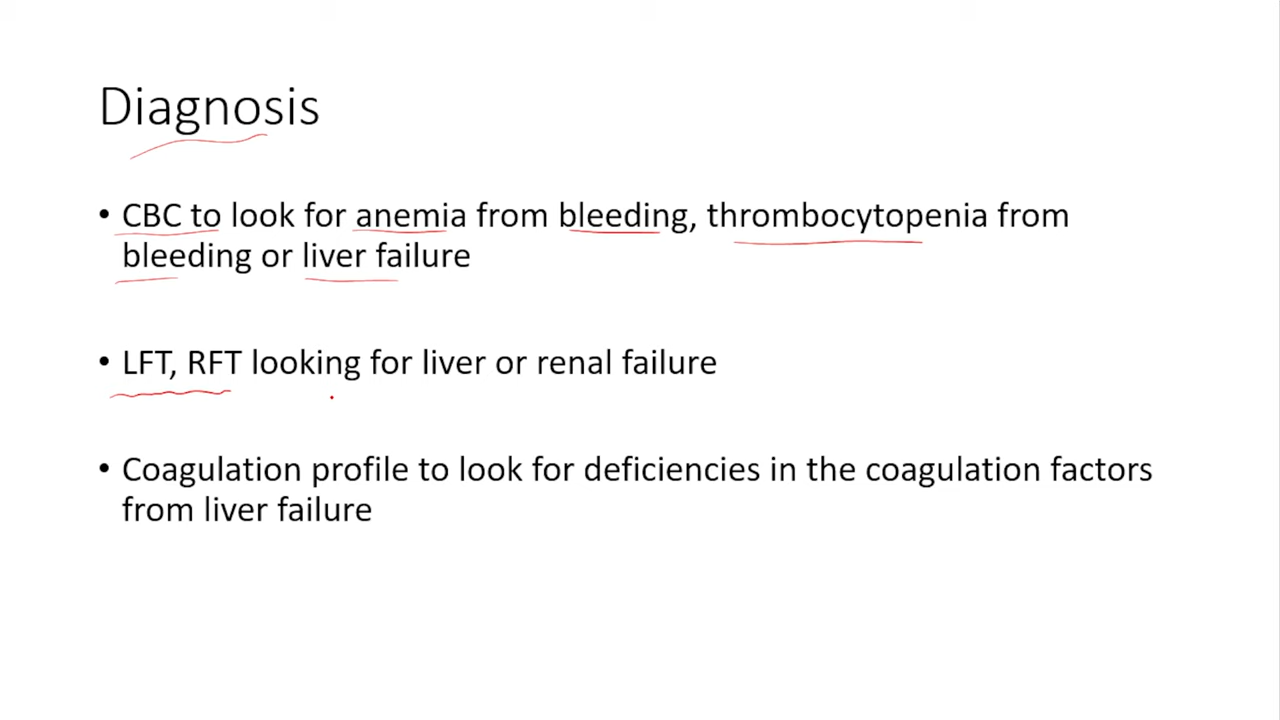 Diagnosis
• CBC to look for anemia from bleeding, thrombocytopenia from
bleeding or liver failure
• LFT, RFT looking for liver or renal failure
• Coagulation profile to look for deficiencies in the coagulation factors
from liver failure